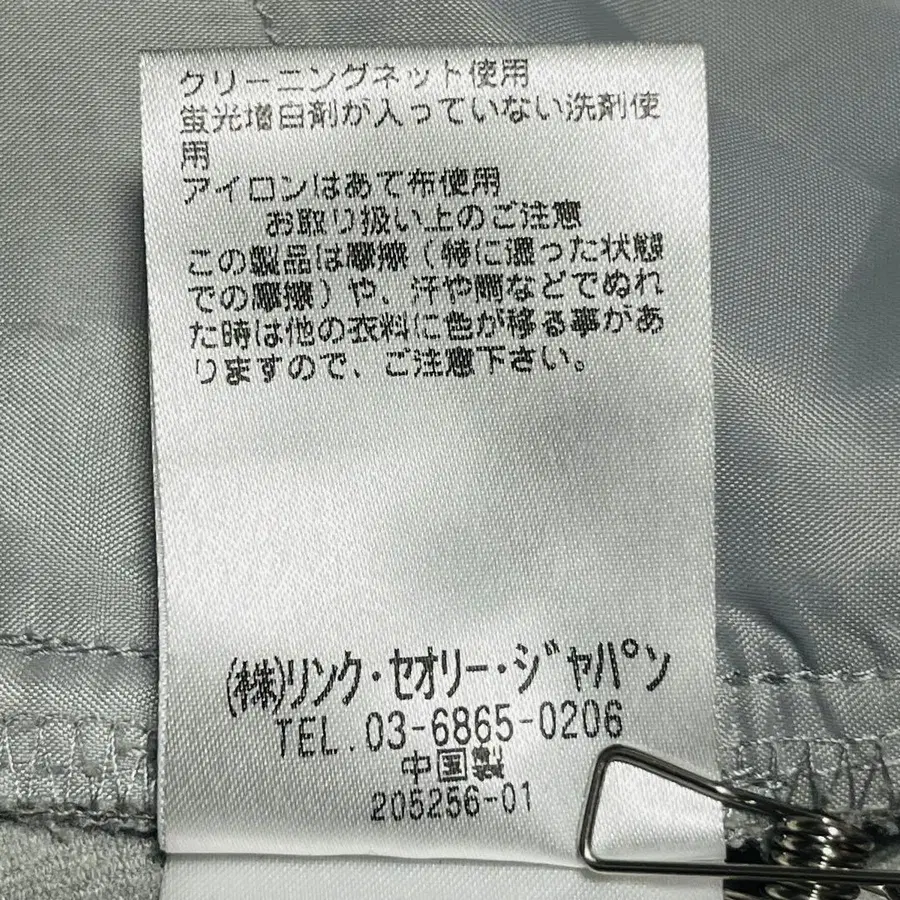 クリーニングネット使用
蛍光増白剤が入っていない洗剤使
用
アイロンはあて布使用
お取り扱い上のご注意
この製品は摩擦(特に湿った状態
での摩擦)や、汗や雨などでぬれ
た時は他の衣料に色が移る事があ
りますので、ご注意下さい。
(株)リンク・セオリー・ジャパン
TEL.03-6865-0206
中国製
205256-01